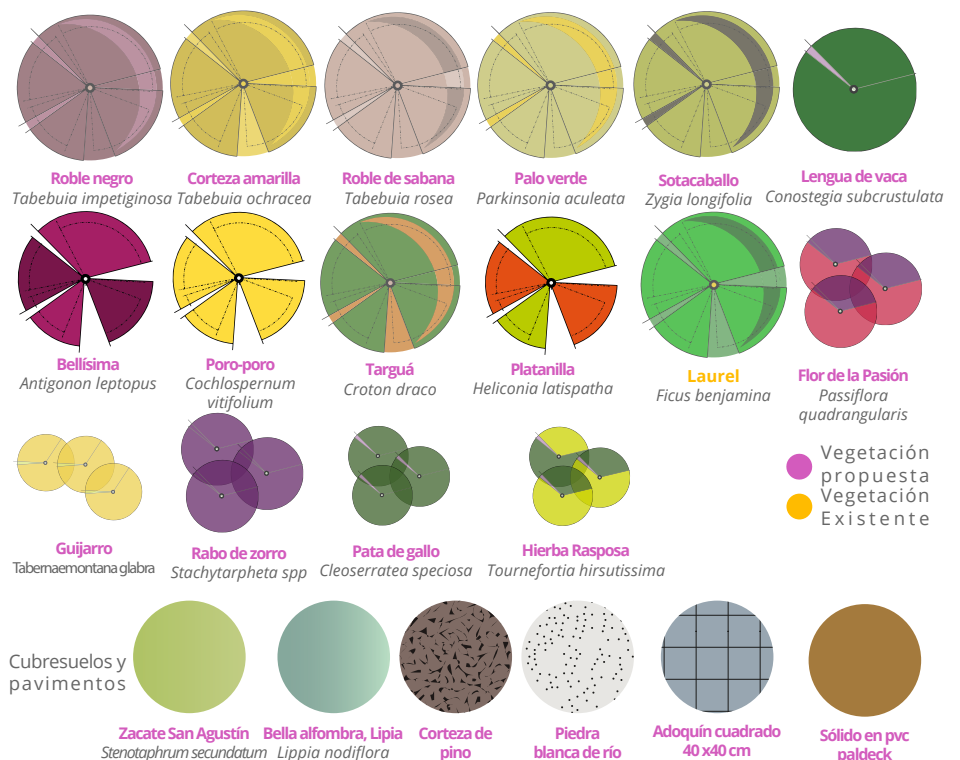 Roble negro
Tabebuia impetiginosa
Corteza amarilla
Tabebuia ochracea
Roble de sabana
Tabebuia rosea
Palo verde
Parkinsonia aculeata
Sotacaballo
Zygia longifolia
Lengua de vaca
Conostegia subcrustulata
Bellísima
Antigonon leptopus
Poro-poro
Cochlospernum
vitifolium
Targuá
Croton draco
Platanilla
Heliconia latispatha
Laurel
Ficus benjamina
Flor de la Pasión
Passiflora
quadrangularis
Vegetación
propuesta
Vegetación
Existente
Guijarro
Tabernaemontana glabra
Rabo de zorro
Stachytarpheta spp
Pata de gallo
Cleoserratea speciosa
Hierba Rasposa
Tournefortia hirsutissima
Cubresuelos y
pavimentos
Zacate San Agustín
Stenotaphrum secundatum
Bella alfombra, Lipia
Lippia nodiflora
Corteza de
pino
Piedra
blanca de río
Adoquín cuadrado
40 x40 cm
Sólido en pvc
paldeck